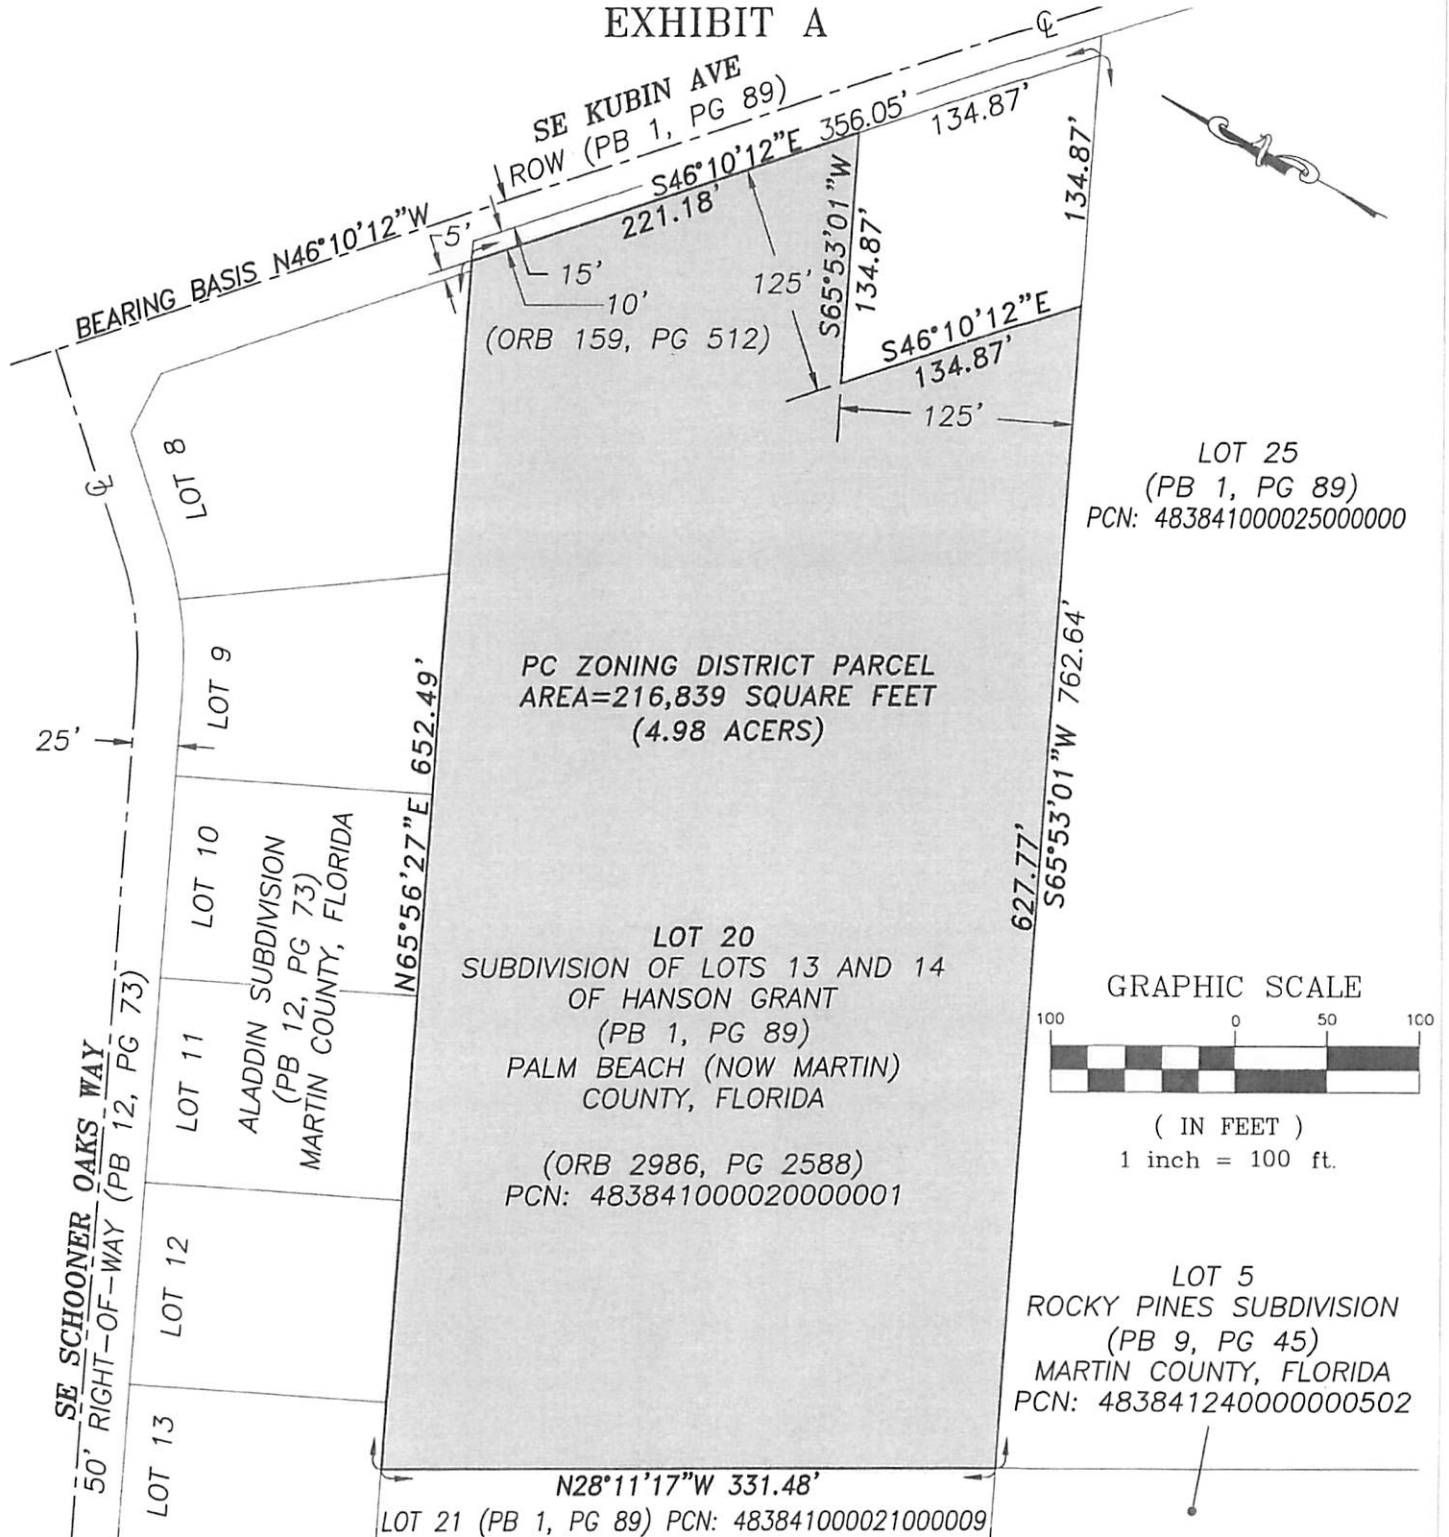 EXHIBIT A
SE KUBIN AVE
ROW (PB 1, PG 89)
℄
BEARING BASIS N46°10'12"W
S46°10'12"E 356.05'
221.18'
134.87'
134.87'
5'
15'
10'
(ORB 159, PG 512)
125'
S65°53'01"W
134.87'
S46°10'12"E
134.87'
125'
LOT 25
(PB 1, PG 89)
PCN: 483841000025000000
℄
LOT 8
LOT 9
25'
LOT 10
LOT 11
LOT 12
LOT 13
ALADDIN SUBDIVISION
(PB 12, PG 73)
MARTIN COUNTY, FLORIDA
SE SCHOONER OAKS WAY
50' RIGHT-OF-WAY (PB 12, PG 73)
N65°56'27"E 652.49'
PC ZONING DISTRICT PARCEL
AREA=216,839 SQUARE FEET
(4.98 ACERS)
627.77'
S65°53'01"W 762.64'
LOT 20
SUBDIVISION OF LOTS 13 AND 14
OF HANSON GRANT
(PB 1, PG 89)
PALM BEACH (NOW MARTIN)
COUNTY, FLORIDA
(ORB 2986, PG 2588)
PCN: 483841000020000001
GRAPHIC SCALE
100 0 50 100
( IN FEET )
1 inch = 100 ft.
LOT 5
ROCKY PINES SUBDIVISION
(PB 9, PG 45)
MARTIN COUNTY, FLORIDA
PCN: 483841240000000502
N28°11'17"W 331.48'
LOT 21 (PB 1, PG 89) PCN: 483841000021000009